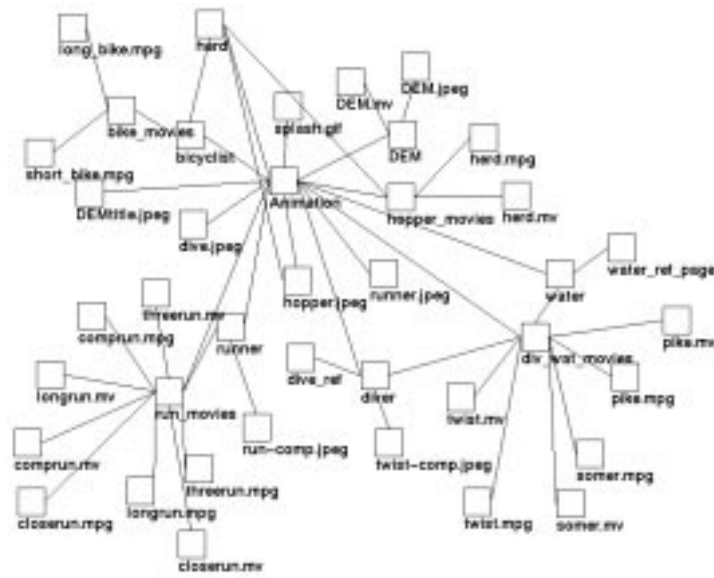 long_bike.mpg
herd
DEM.mv
DEM.jpeg
bike_movies
splash.gif
bicyclist
DEM
herd.mpg
short_bike.mpg
DEMtitle.jpeg
Animation
hopper_movies
herd.mv
dive.jpeg
water_ref_page
hopper.jpeg
runner.jpeg
water
threerun.mv
comprun.mpg
runner
pike.mv
div_wat_movies
dive_ref
diker
longrun.mv
run_movies
pike.mpg
twist.mv
run-comp.jpeg
comprun.mv
twist-comp.jpeg
somer.mpg
threerun.mpg
longrun.mpg
closerun.mpg
twist.mpg
somer.mv
closerun.mv